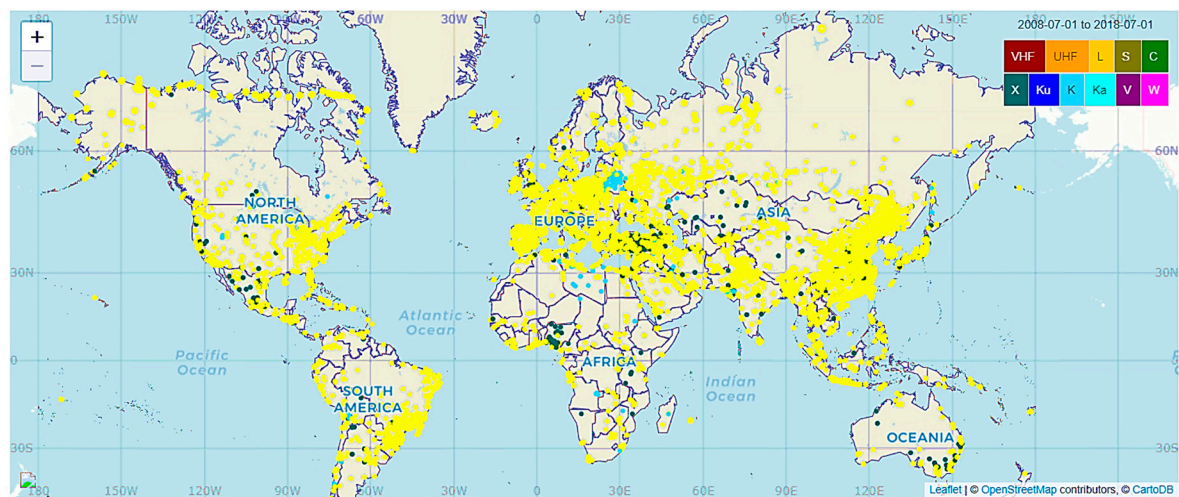 180 150W 120W 90W 60W 30W 0 30E 60E 90E 120E 150E 180 150W
+
2008-07-01 to 2018-07-01
−
VHF UHF L S C
X Ku K Ka V W
60N 60N
NORTH
AMERICA
ASIA
EUROPE
30N 30N
Atlantic
Ocean
Pacific
Ocean
0 0
AFRICA
Indian
Ocean
SOUTH
AMERICA
OCEANIA
30S 30S
180 150W 120W 90W 60W 30W 0 30E 60E 90E 120E
Leaflet | © OpenStreetMap contributors, © CartoDB